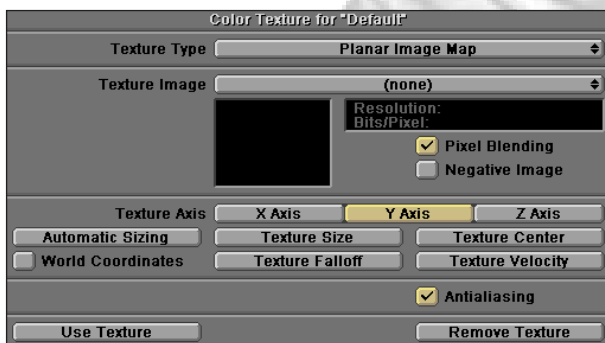 Color Texture for "Default"
Texture Type Planar Image Map
Texture Image (none)
Resolution:
Bits/Pixel:
Pixel Blending
Negative Image
Texture Axis X Axis Y Axis Z Axis
Automatic Sizing Texture Size Texture Center
World Coordinates Texture Falloff Texture Velocity
Antialiasing
Use Texture Remove Texture